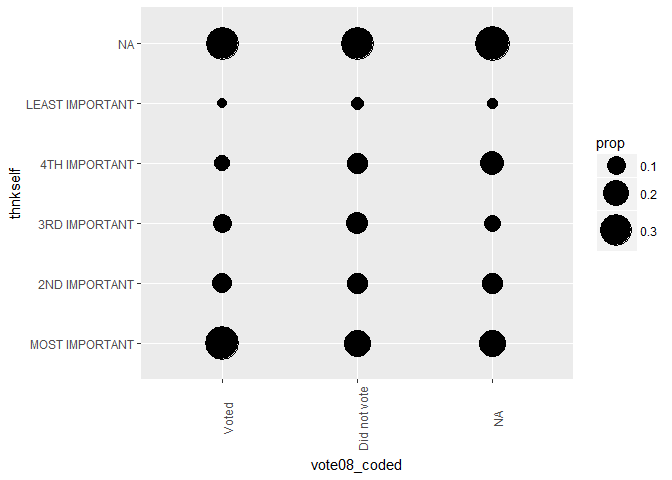 NA
LEAST IMPORTANT
4TH IMPORTANT
3RD IMPORTANT
2ND IMPORTANT
MOST IMPORTANT
thnkself
Voted
Did not vote
NA
vote08_coded
prop
0.1
0.2
0.3